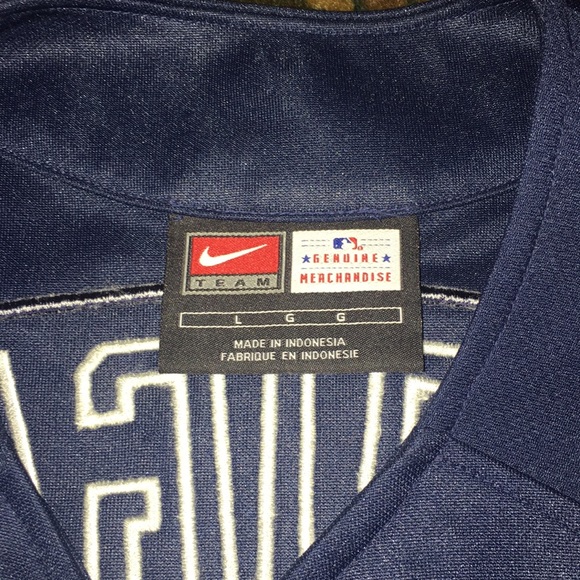 TEAM
GENUINE
MERCHANDISE
L G G
MADE IN INDONESIA
FABRIQUE EN INDONESIE